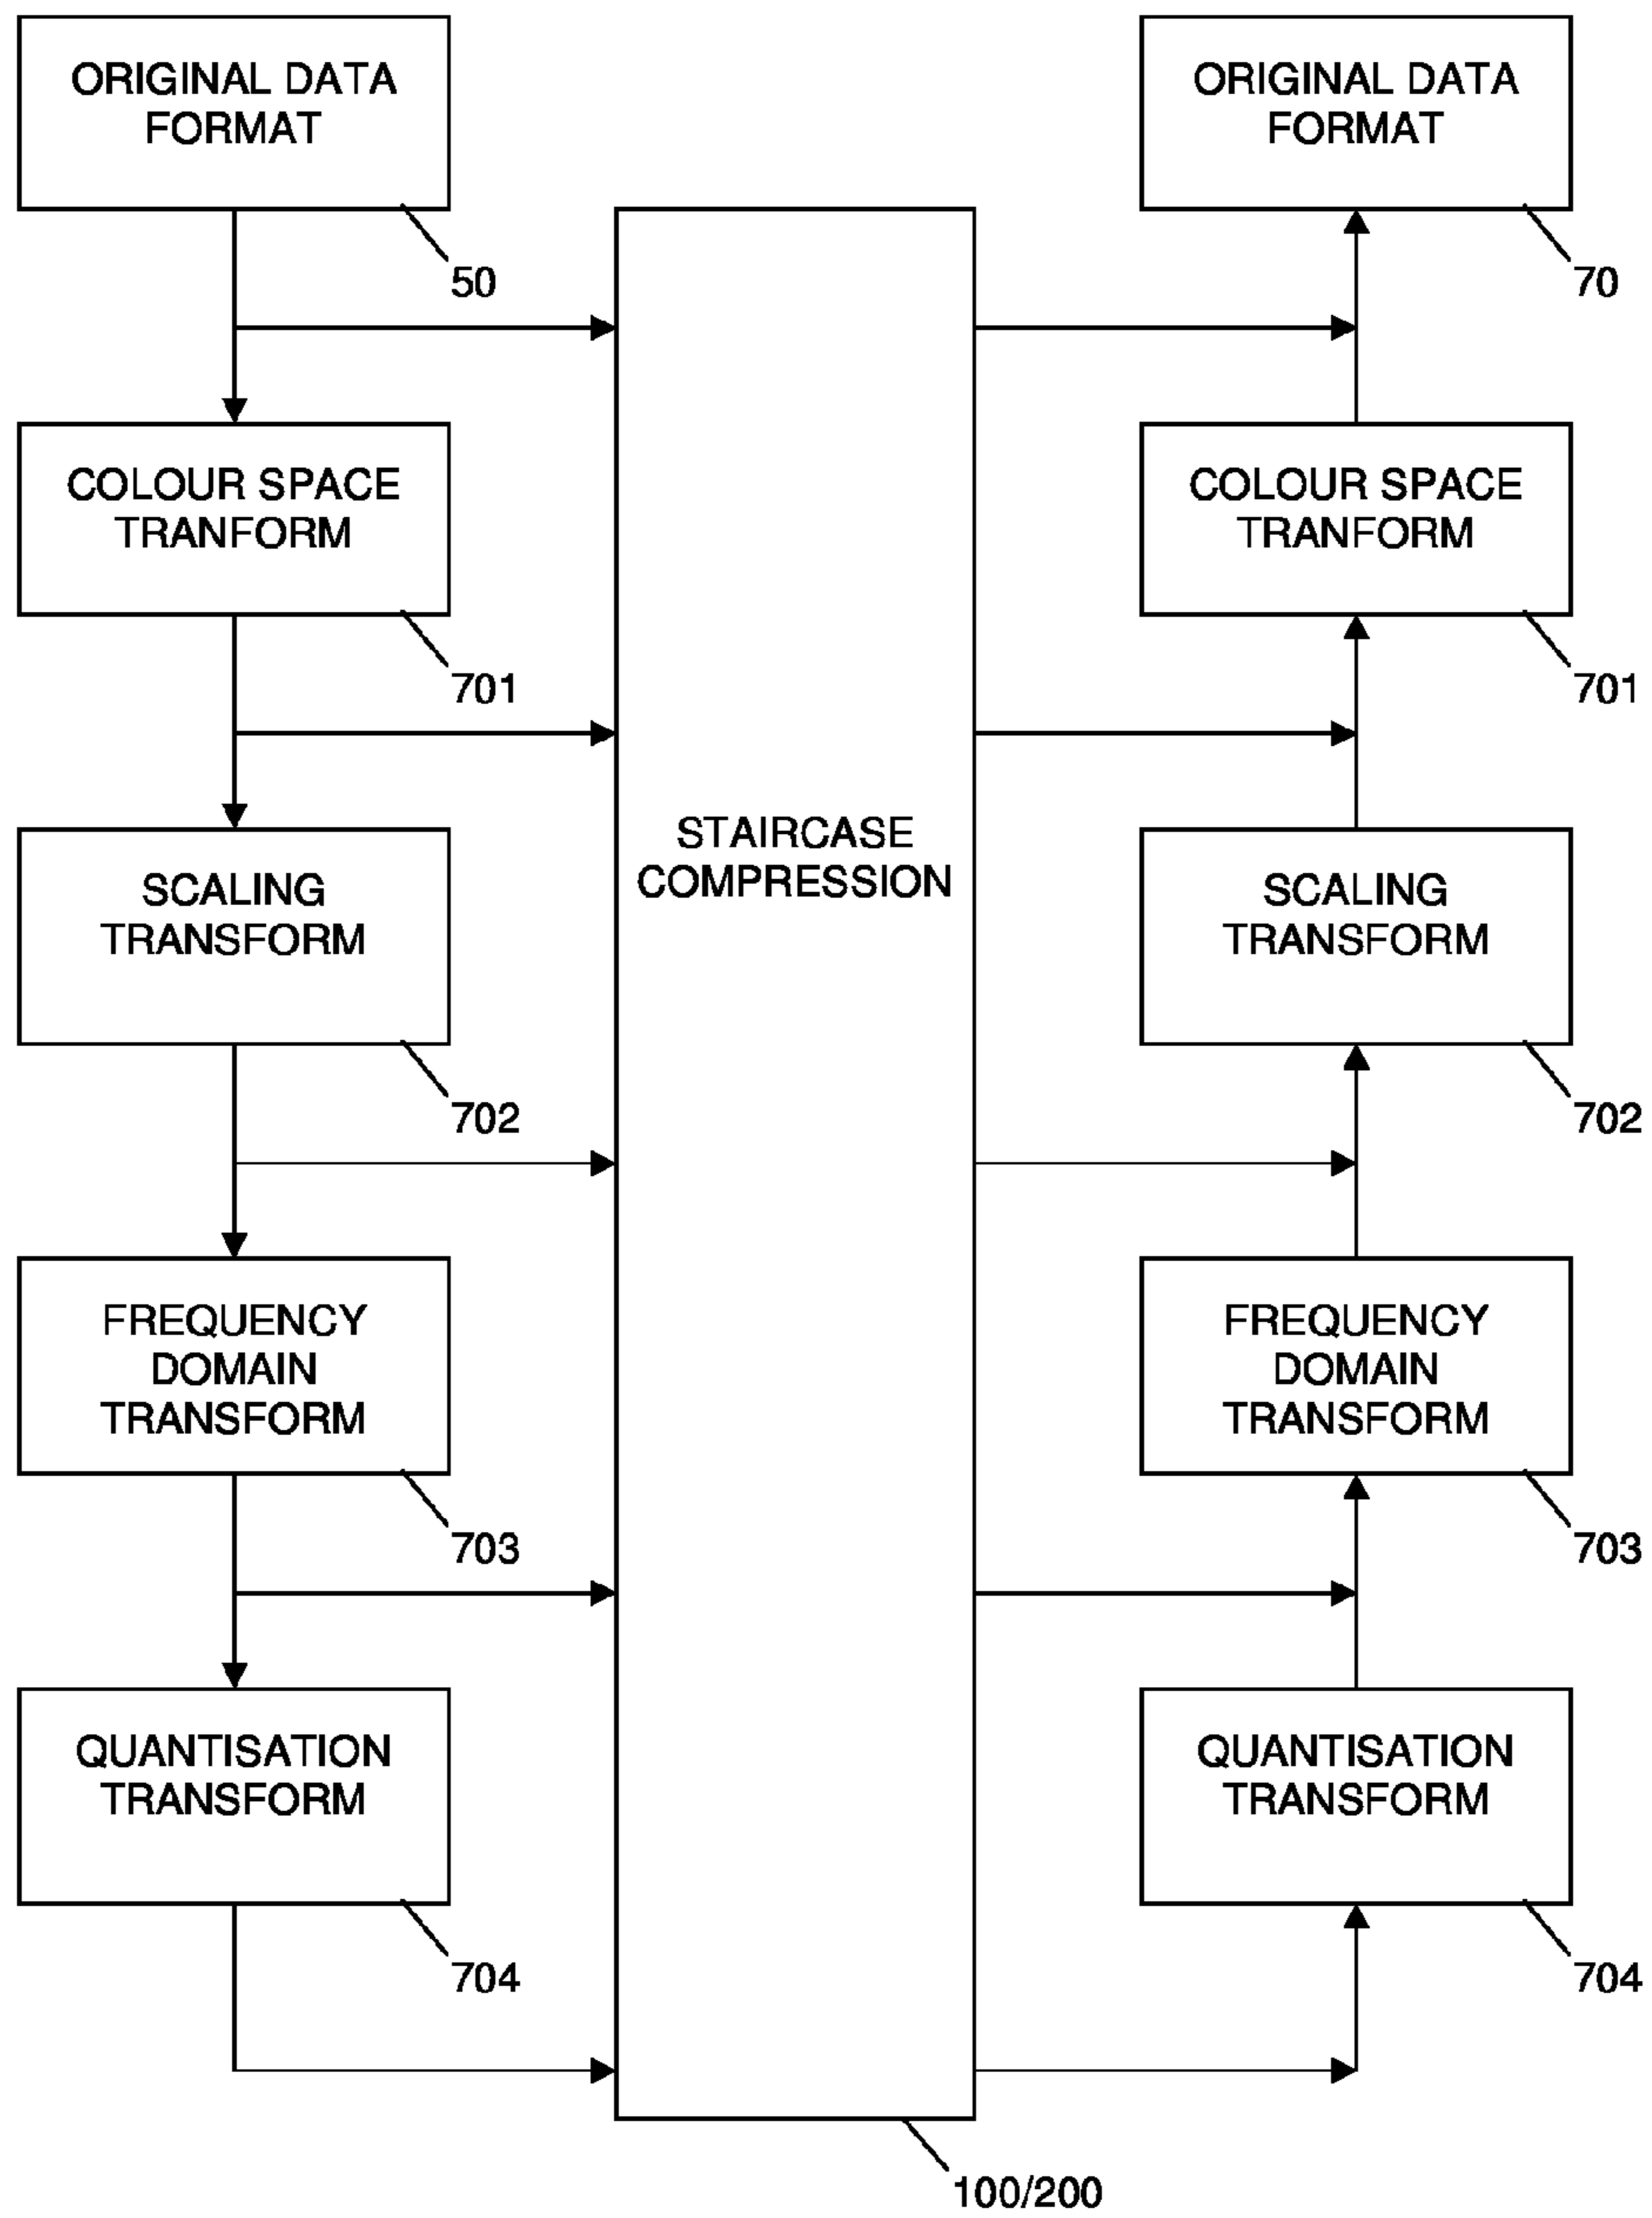 ORIGINAL DATA
FORMAT
50
COLOUR SPACE
TRANFORM
701
SCALING
TRANSFORM
702
FREQUENCY
DOMAIN
TRANSFORM
703
QUANTISATION
TRANSFORM
704
STAIRCASE
COMPRESSION
100/200
ORIGINAL DATA
FORMAT
70
COLOUR SPACE
TRANFORM
701
SCALING
TRANSFORM
702
FREQUENCY
DOMAIN
TRANSFORM
703
QUANTISATION
TRANSFORM
704